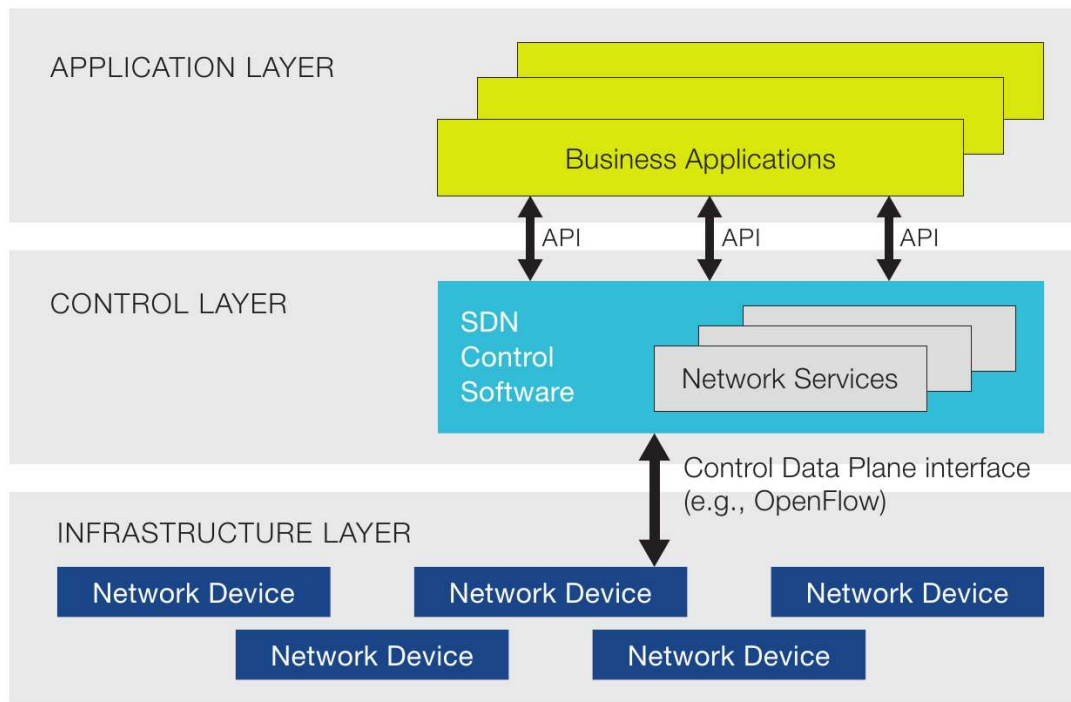 APPLICATION LAYER
Business Applications
API
API
API
CONTROL LAYER
SDN
Control
Software
Network Services
Control Data Plane interface
(e.g., OpenFlow)
INFRASTRUCTURE LAYER
Network Device
Network Device
Network Device
Network Device
Network Device